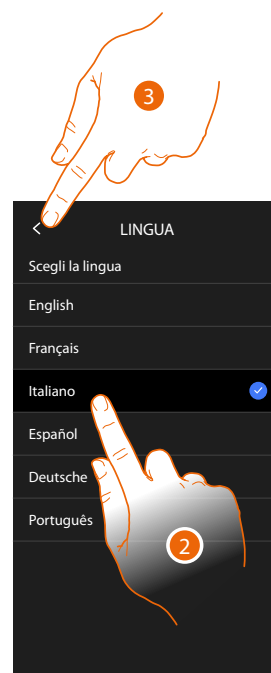 3
LINGUA
Scegli la lingua
English
Français
Italiano
Español
Deutsche
Português
2